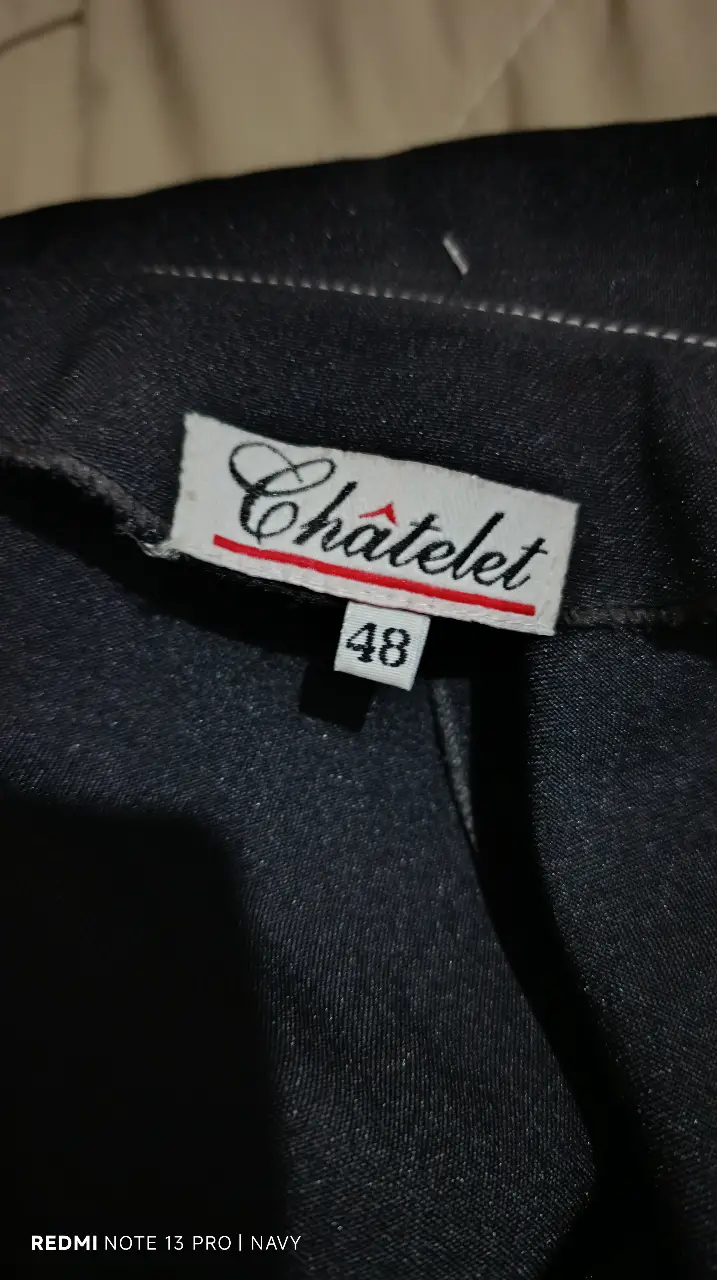 Châtelet
48
REDMI NOTE 13 PRO | NAVY